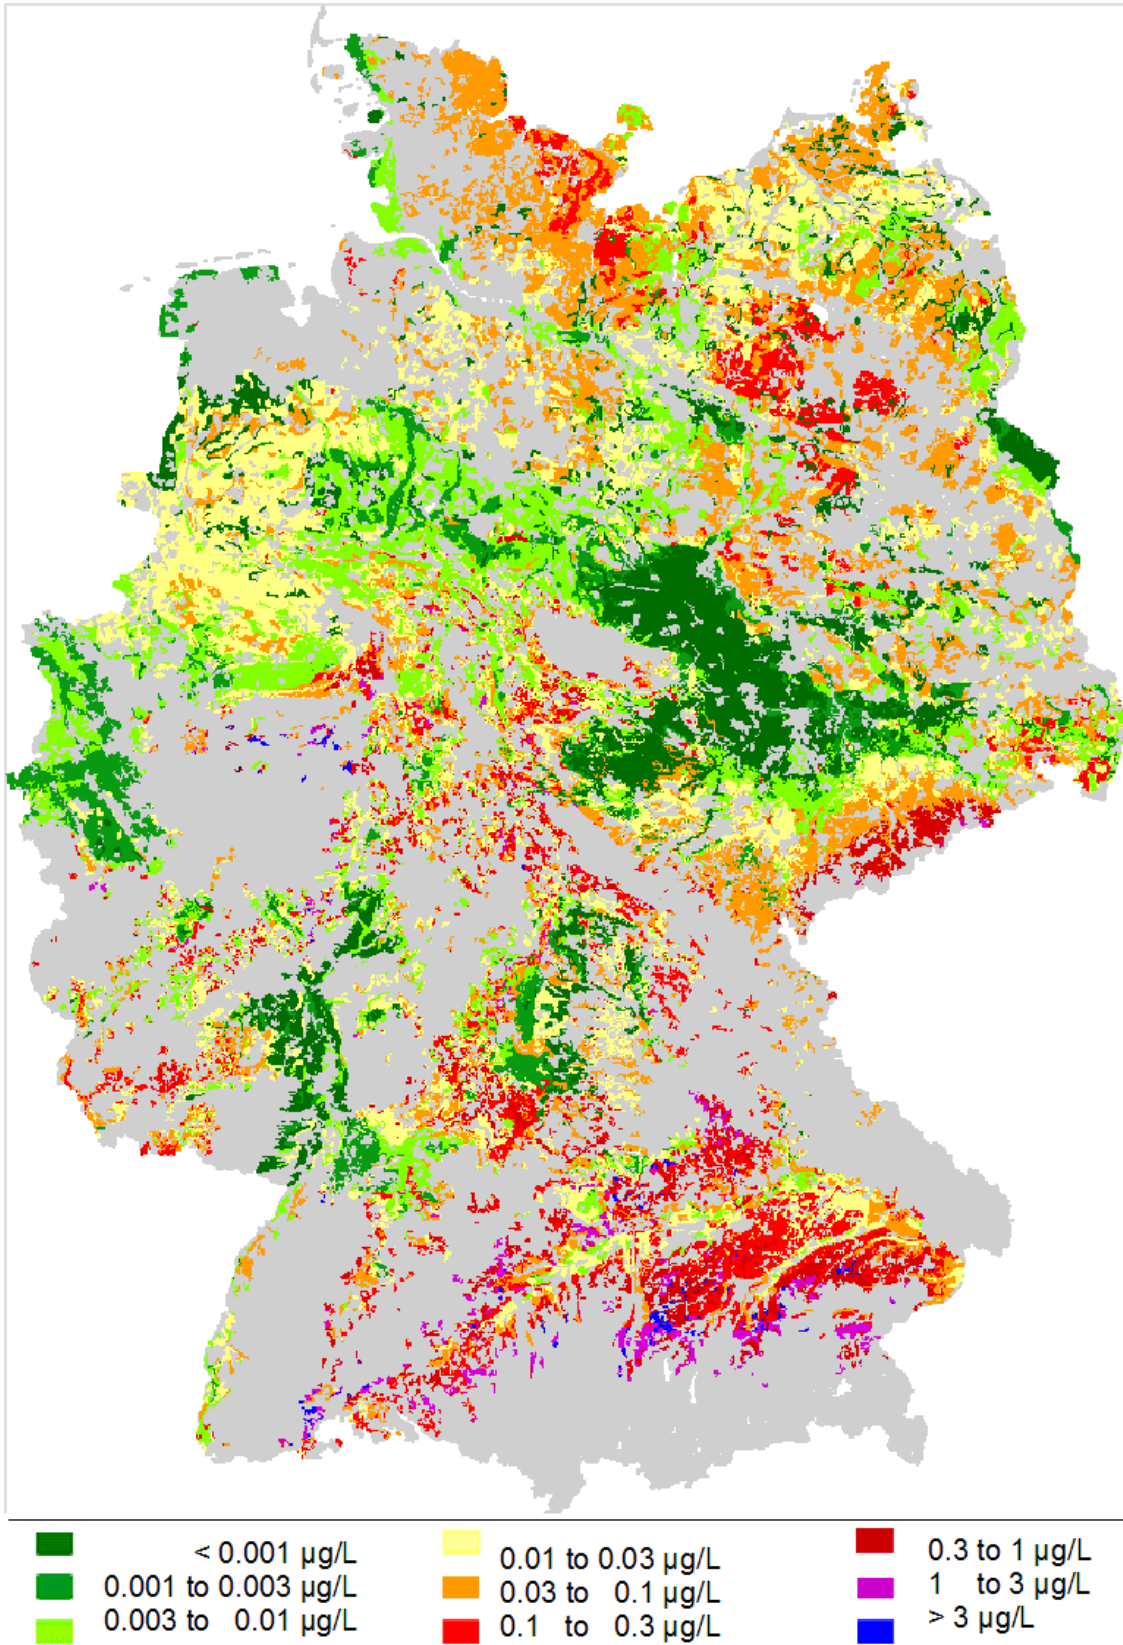 < 0.001 µg/L
0.001 to 0.003 µg/L
0.003 to 0.01 µg/L
0.01 to 0.03 µg/L
0.03 to 0.1 µg/L
0.1 to 0.3 µg/L
0.3 to 1 µg/L
1 to 3 µg/L
> 3 µg/L